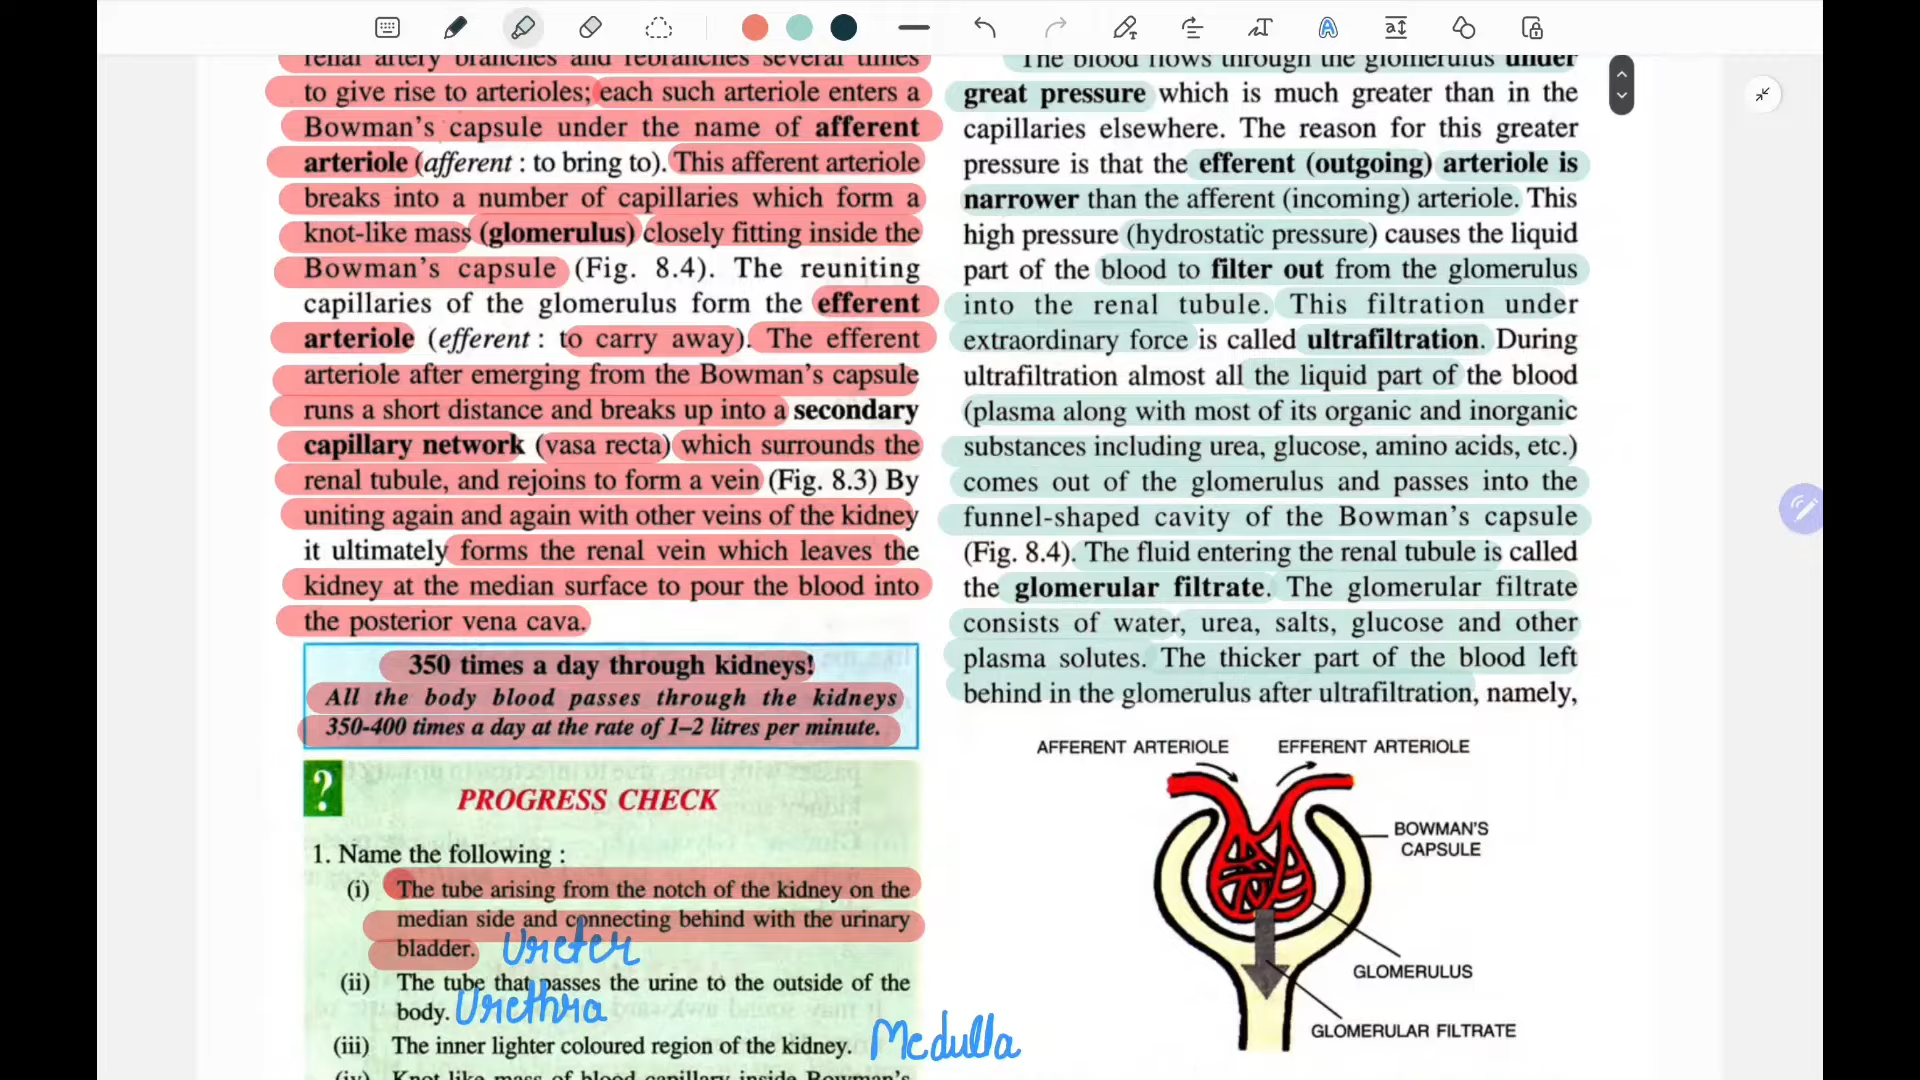 renal artery branches and rebranches several times
to give rise to arterioles; each such arteriole enters a
Bowman's capsule under the name of afferent
arteriole (afferent : to bring to). This afferent arteriole
breaks into a number of capillaries which form a
knot-like mass (glomerulus) closely fitting inside the
Bowman's capsule (Fig. 8.4). The reuniting
capillaries of the glomerulus form the efferent
arteriole (efferent : to carry away). The efferent
arteriole after emerging from the Bowman's capsule
runs a short distance and breaks up into a secondary
capillary network (vasa recta) which surrounds the
renal tubule, and rejoins to form a vein (Fig. 8.3) By
uniting again and again with other veins of the kidney
it ultimately forms the renal vein which leaves the
kidney at the median surface to pour the blood into
the posterior vena cava.
350 times a day through kidneys!
All the body blood passes through the kidneys
350-400 times a day at the rate of 1–2 litres per minute.
?
PROGRESS CHECK
1. Name the following :
(i) The tube arising from the notch of the kidney on the
median side and connecting behind with the urinary
bladder. Ureter
(ii) The tube that passes the urine to the outside of the
body. Urethra
(iii) The inner lighter coloured region of the kidney. Medulla
(iv) Knot like mass of blood capillary inside Bowman's
The blood flows through the glomerulus under
great pressure which is much greater than in the
capillaries elsewhere. The reason for this greater
pressure is that the efferent (outgoing) arteriole is
narrower than the afferent (incoming) arteriole. This
high pressure (hydrostatic pressure) causes the liquid
part of the blood to filter out from the glomerulus
into the renal tubule. This filtration under
extraordinary force is called ultrafiltration. During
ultrafiltration almost all the liquid part of the blood
(plasma along with most of its organic and inorganic
substances including urea, glucose, amino acids, etc.)
comes out of the glomerulus and passes into the
funnel-shaped cavity of the Bowman's capsule
(Fig. 8.4). The fluid entering the renal tubule is called
the glomerular filtrate. The glomerular filtrate
consists of water, urea, salts, glucose and other
plasma solutes. The thicker part of the blood left
behind in the glomerulus after ultrafiltration, namely,
AFFERENT ARTERIOLE EFFERENT ARTERIOLE
BOWMAN'S
CAPSULE
GLOMERULUS
GLOMERULAR FILTRATE